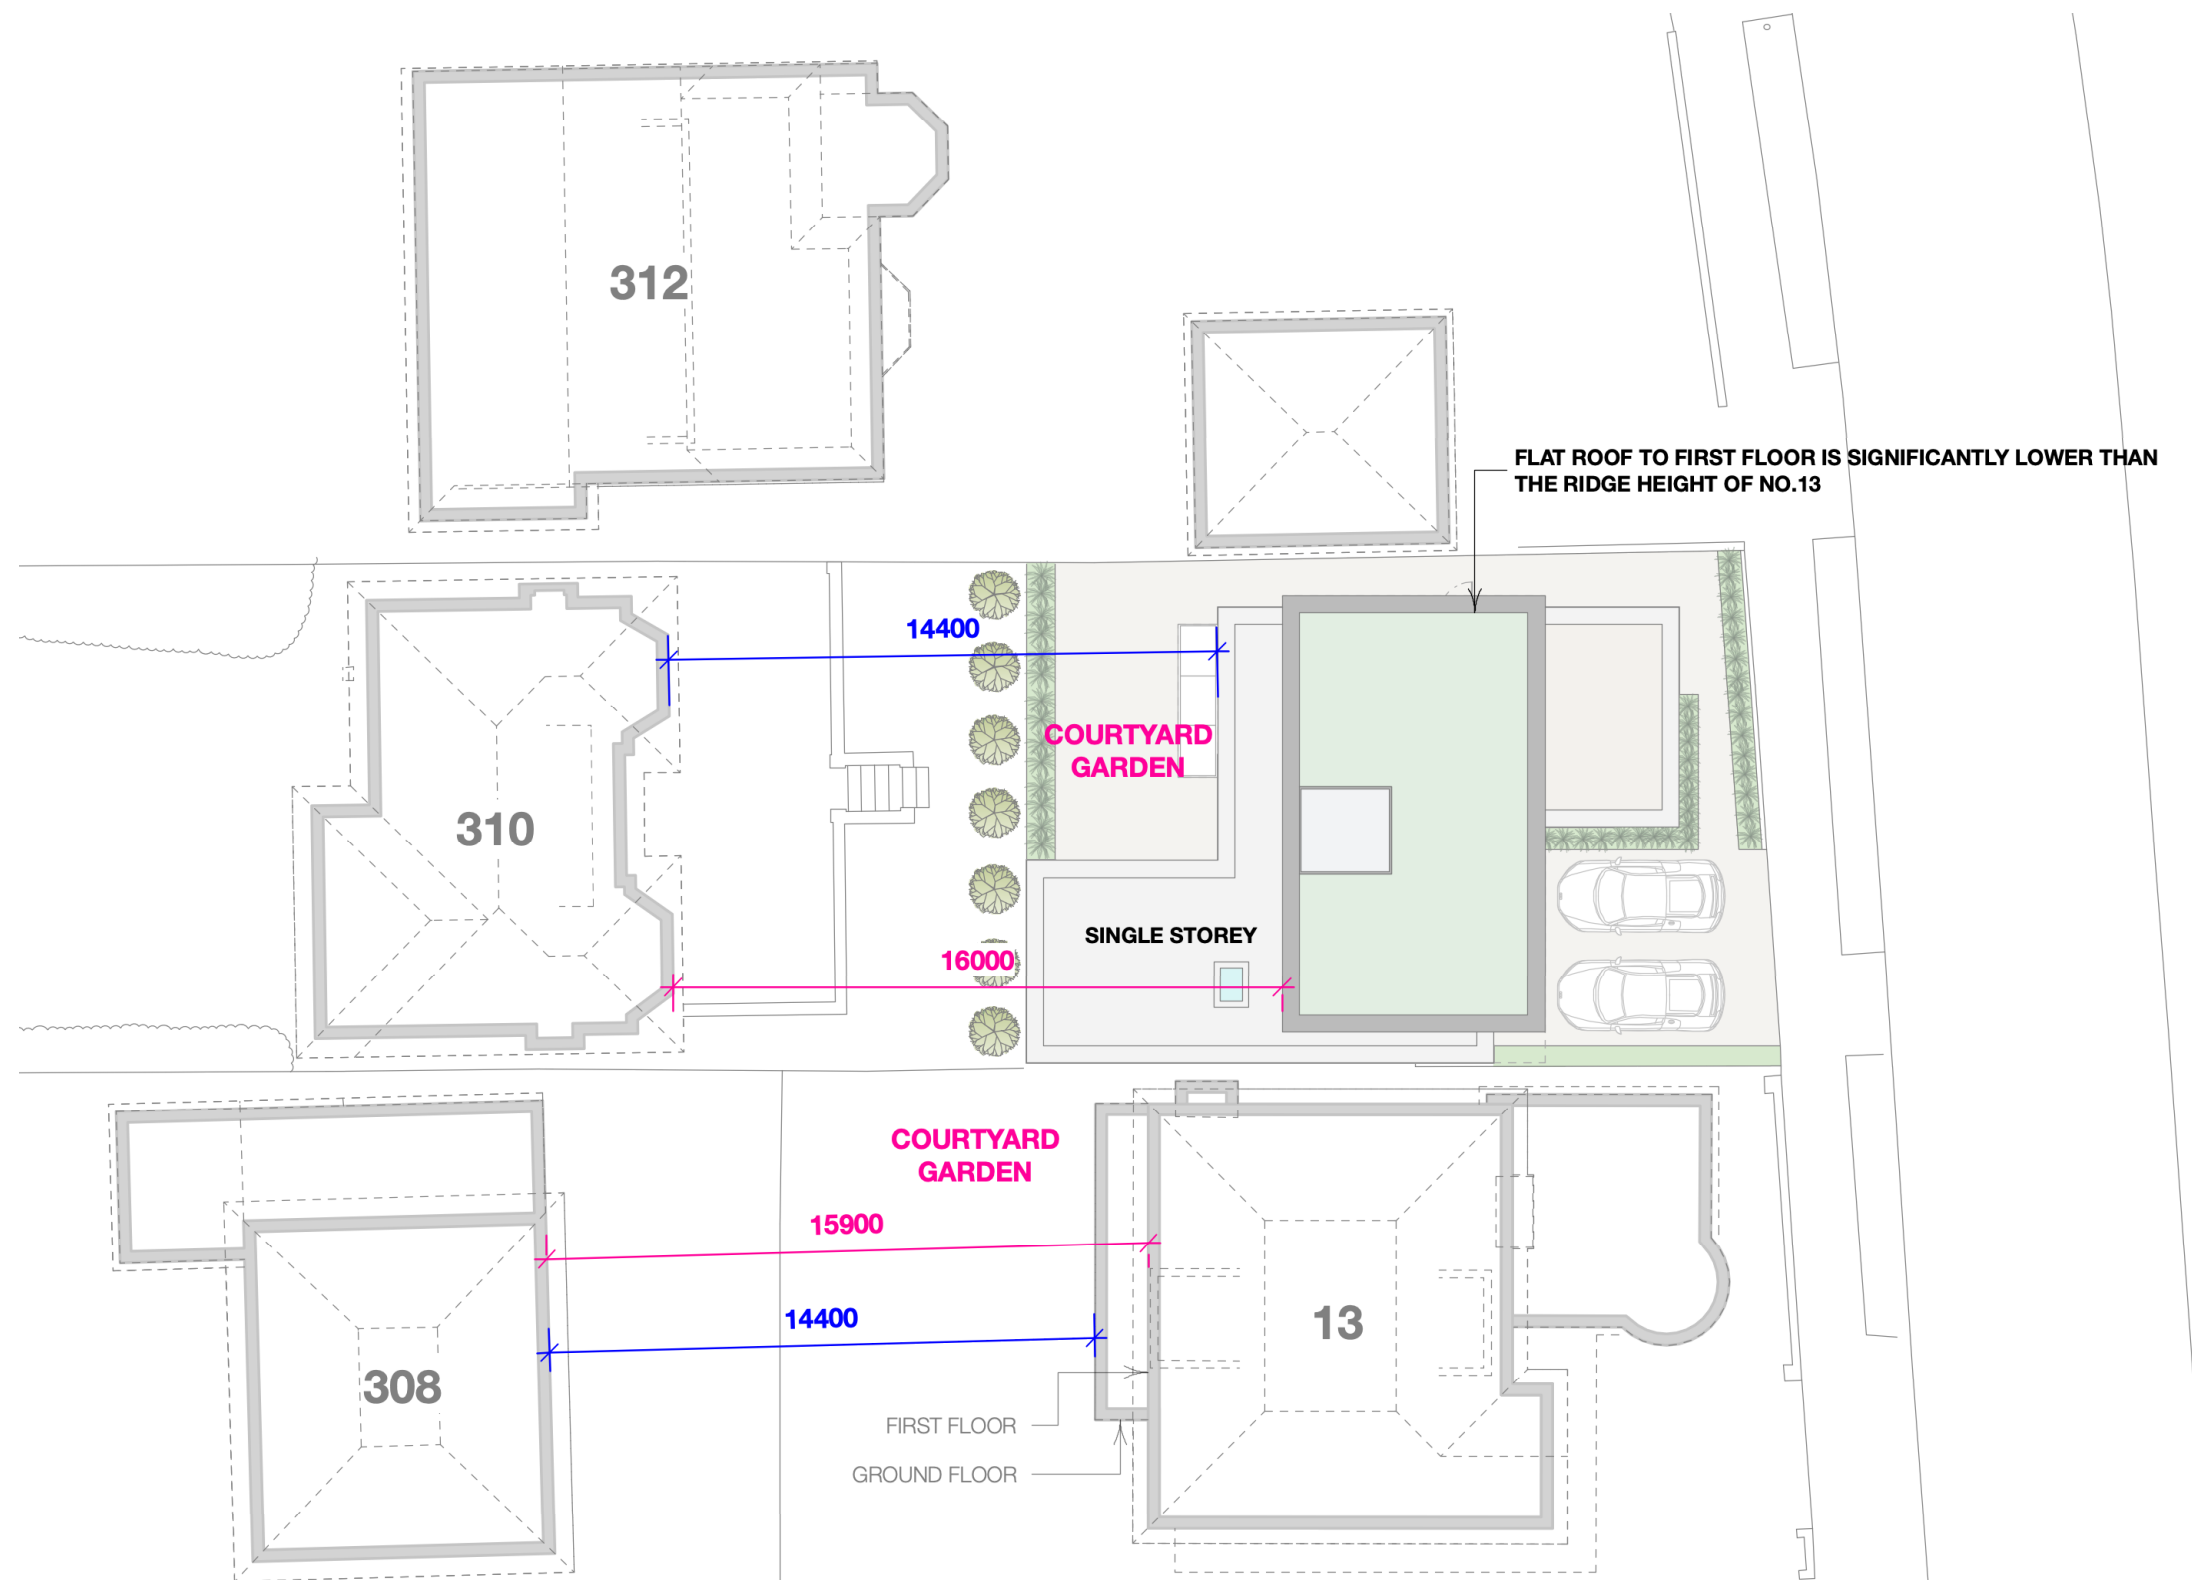 312
FLAT ROOF TO FIRST FLOOR IS SIGNIFICANTLY LOWER THAN
THE RIDGE HEIGHT OF NO.13
14400
COURTYARD
GARDEN
310
SINGLE STOREY
16000
COURTYARD
GARDEN
15900
14400
13
308
FIRST FLOOR
GROUND FLOOR